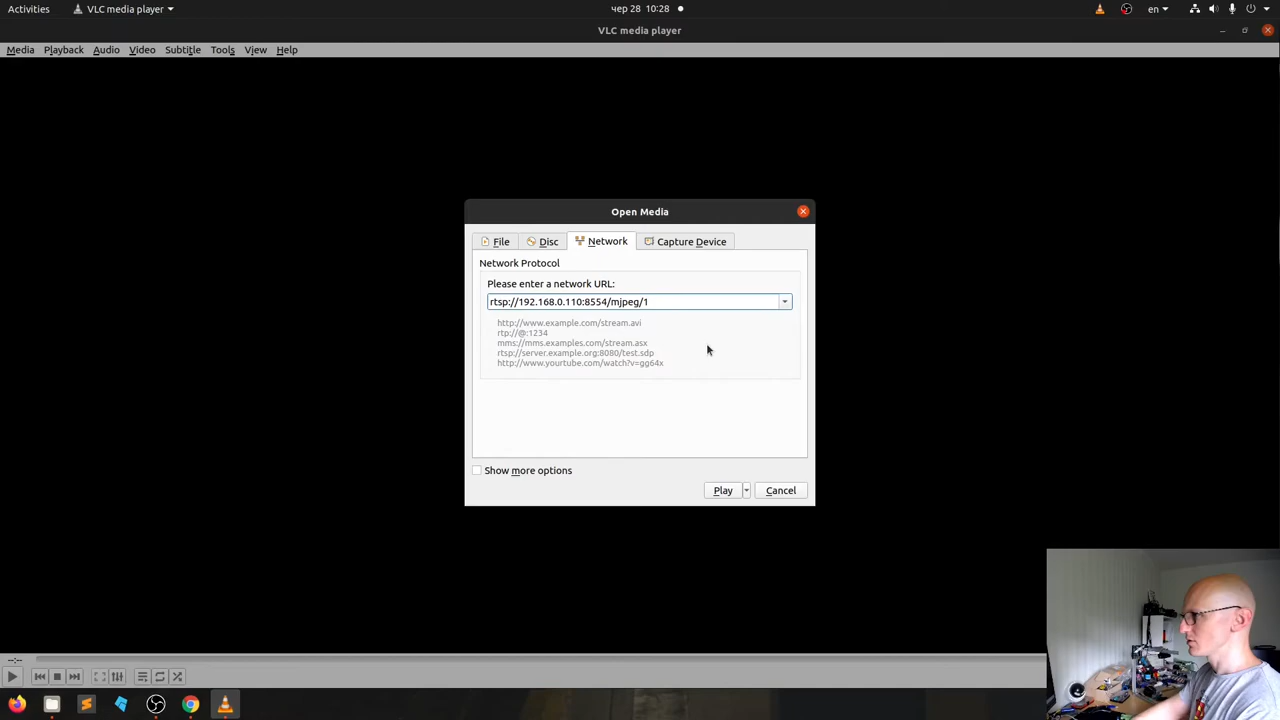 Activities VLC media player чер 28 10:28 en
VLC media player
Media Playback Audio Video Subtitle Tools View Help
Open Media
File Disc Network Capture Device
Network Protocol
Please enter a network URL:
rtsp://192.168.0.110:8554/mjpeg/1
http://www.example.com/stream.avi
rtp://@:1234
mms://mms.examples.com/stream.asx
rtsp://server.example.org:8080/test.sdp
http://www.yourtube.com/watch?v=gg64x
Show more options
Play Cancel
--:--